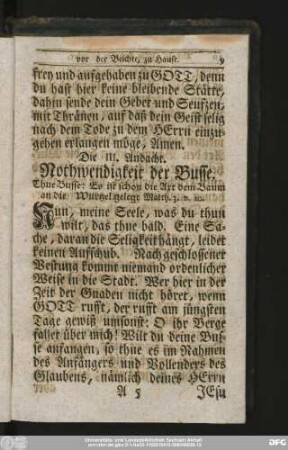 vor der Beichte, zu Hause. 9
frey und aufgehaben zu GOTT, denn
du hast hier keine bleibende Stätte,
dahin sende dein Gebet und Seufzen,
mit Thränen, auf daß dein Geist selig
nach dem Tode zu dem HErrn einzu-
gehen erlangen möge, Amen.
Die III. Andacht.
Nothwendigkeit der Busse.
Thue Busse: Es ist schon die Axt dem Baum
an die Wurtzel gelegt Matth. 3. v. 10.
Nun, meine Seele, was du thun
wilt, das thue bald. Eine Sa-
che, daran die Seligkeit hängt, leidet
keinen Aufschub. Nach geschlossener
Vestung kommt niemand ordenlicher
Weise in die Stadt. Wer hier in der
Zeit der Gnaden nicht höret, wenn
GOTT rufft, der rufft am jüngsten
Tage gewiß umsonst: O ihr Berge
fallet über mich! Wilt du deine Bus-
se anfangen, so thue es im Nahmen
des Anfängers und Vollenders des
Glaubens, nämlich deines HErrn
A 5 JEsu